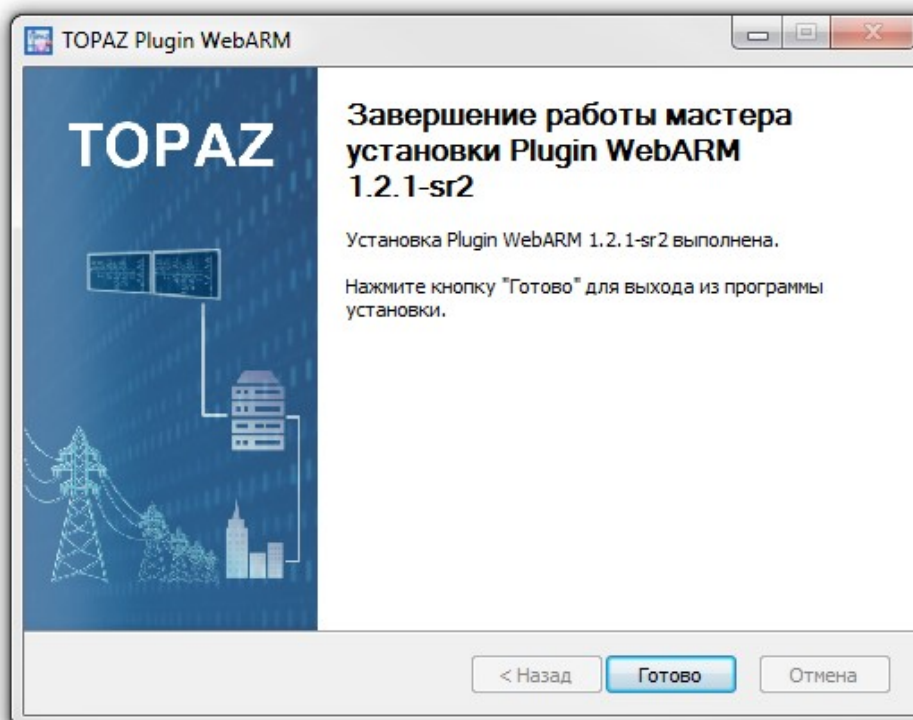 TOPAZ Plugin WebARM
TOPAZ
Завершение работы мастера
установки Plugin WebARM
1.2.1-sr2
Установка Plugin WebARM 1.2.1-sr2 выполнена.
Нажмите кнопку "Готово" для выхода из программы
установки.
< Назад
Готово
Отмена